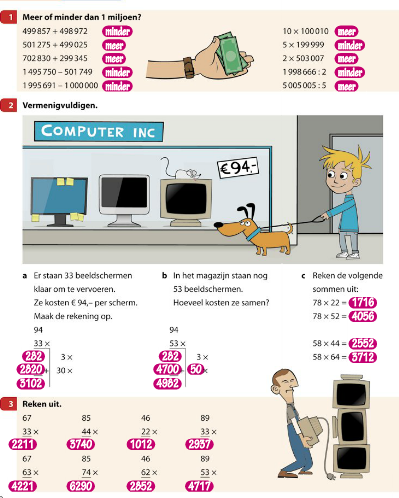 1 Meer of minder dan 1 miljoen?
499 857 + 498 972 minder
501 275 + 499 025 meer
702 830 + 299 345 meer
1 495 750 – 501 749 minder
1 995 691 – 1 000 000 minder
10 × 100 010 meer
5 × 199 999 minder
2 × 503 007 meer
1 998 666 : 2 minder
5 005 005 : 5 meer
2 Vermenigvuldigen.
COMPUTER INC
€94,-
a Er staan 33 beeldschermen
klaar om te vervoeren.
Ze kosten € 94,– per scherm.
Maak de rekening op.
94
33 ×
282 3 ×
2820 + 30 ×
3102
b In het magazijn staan nog
53 beeldschermen.
Hoeveel kosten ze samen?
94
53 ×
282 3 ×
4700 + 50 ×
4982
c Reken de volgende
sommen uit:
78 × 22 = 1716
78 × 52 = 4056
58 × 44 = 2552
58 × 64 = 3712
3 Reken uit.
67 85 46 89
33 × 44 × 22 × 33 ×
2211 3740 1012 2937
67 85 46 89
63 × 74 × 62 × 53 ×
4221 6290 2852 4717